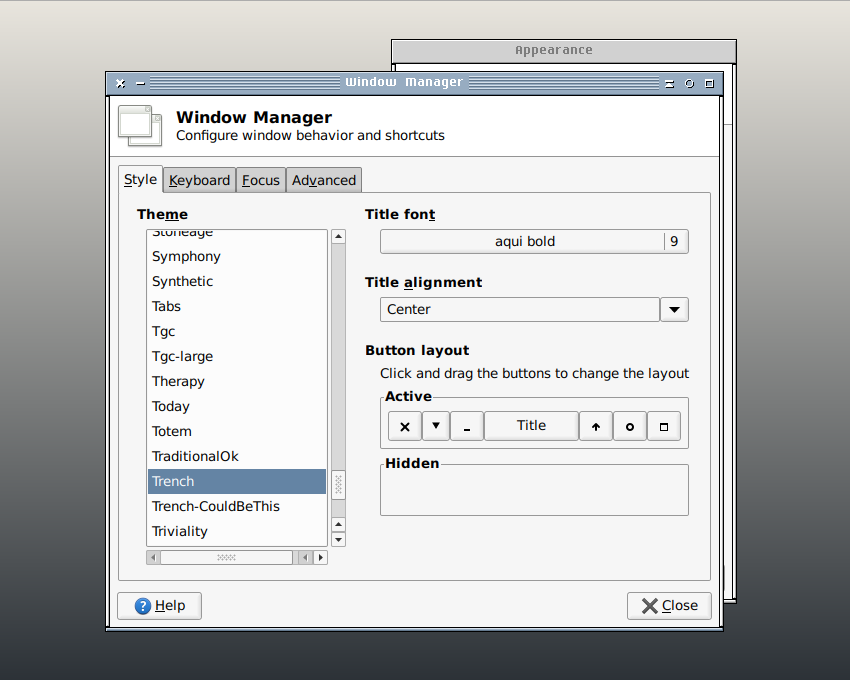 Appearance
Window Manager
Window Manager
Configure window behavior and shortcuts
Style Keyboard Focus Advanced
Theme
Stoneage
Symphony
Synthetic
Tabs
Tgc
Tgc-large
Therapy
Today
Totem
TraditionalOk
Trench
Trench-CouldBeThis
Triviality
Title font
aqui bold 9
Title alignment
Center
Button layout
Click and drag the buttons to change the layout
Active
Title
Hidden
Help
Close